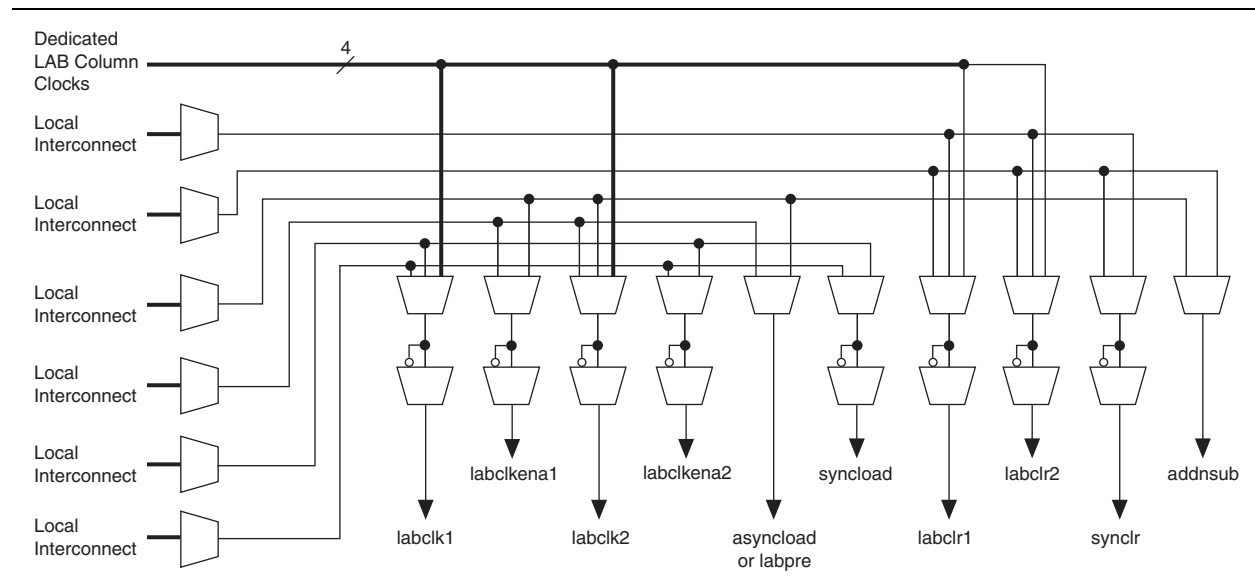 Dedicated
LAB Column
Clocks
4
Local
Interconnect
Local
Interconnect
Local
Interconnect
Local
Interconnect
Local
Interconnect
Local
Interconnect
labclkena1
labclkena2
syncload
labclr2
addnsub
labclk1
labclk2
asyncload
or labpre
labclr1
synclr